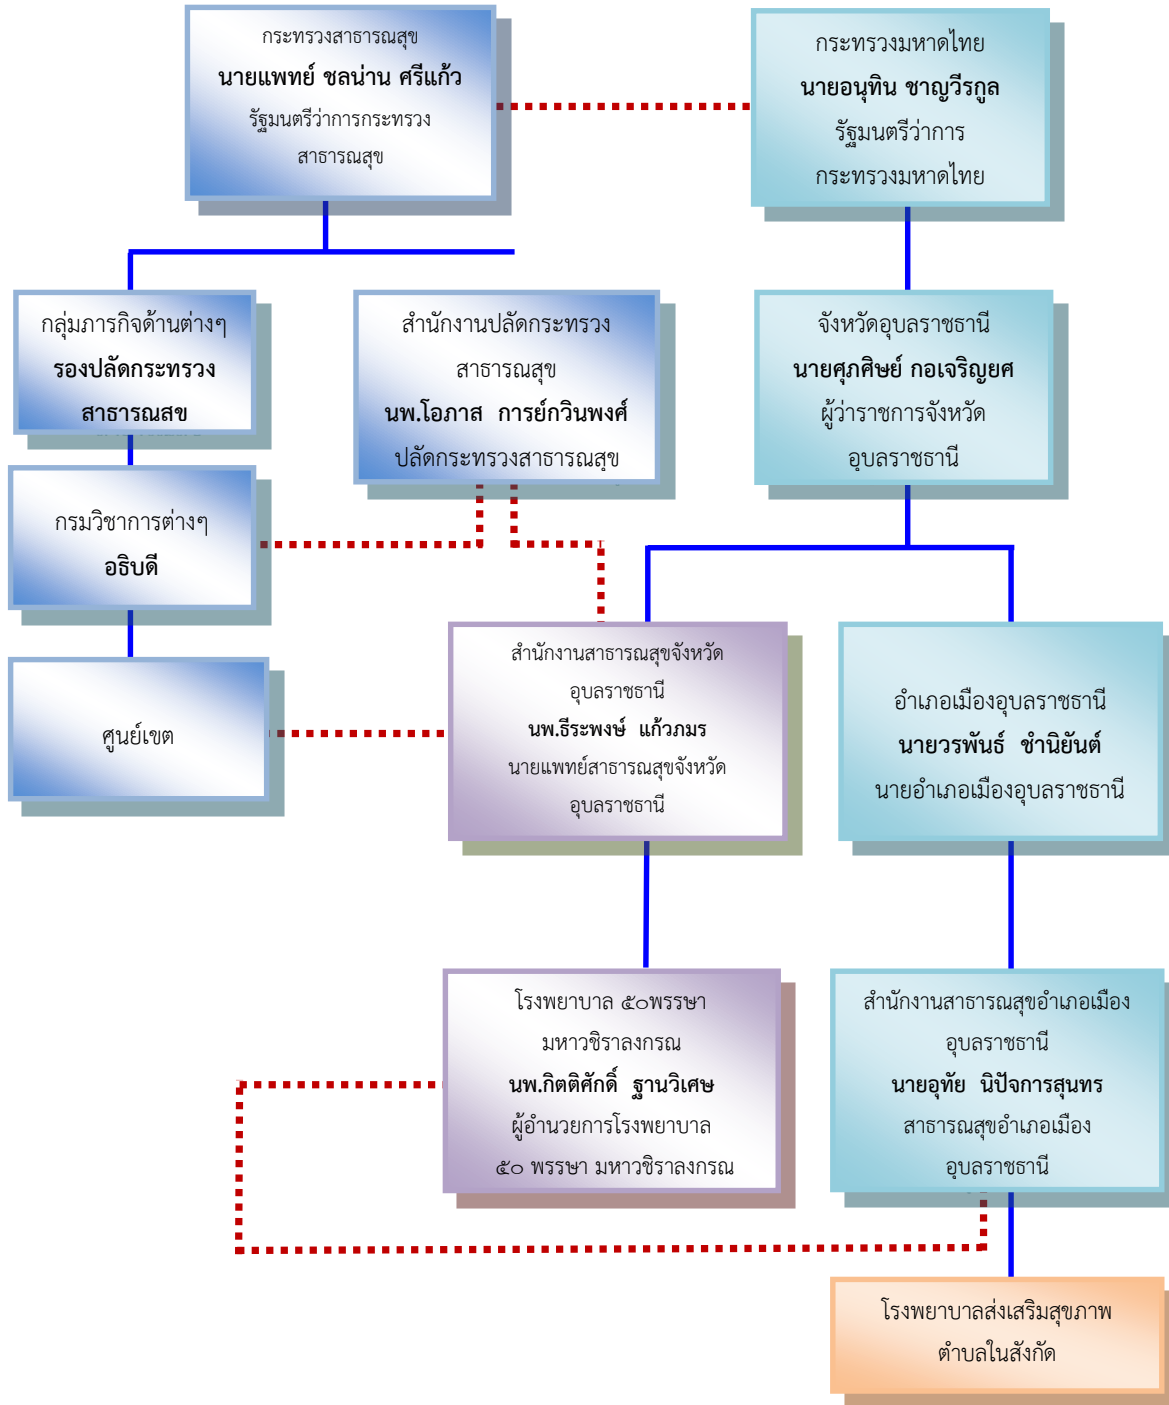 กระทรวงสาธารณสุข
นายแพทย์ ชลน่าน ศรีแก้ว
รัฐมนตรีว่าการกระทรวง
สาธารณสุข
กระทรวงมหาดไทย
นายอนุทิน ชาญวีรกูล
รัฐมนตรีว่าการ
กระทรวงมหาดไทย
กลุ่มภารกิจด้านต่างๆ
รองปลัดกระทรวง
สาธารณสข
สำนักงานปลัดกระทรวง
สาธารณสุข
นพ.โอภาส การย์กวินพงศ์
ปลัดกระทรวงสาธารณสุข
จังหวัดอุบลราชธานี
นายศุภศิษย์ กอเจริญยศ
ผู้ว่าราชการจังหวัด
อุบลราชธานี
กรมวิชาการต่างๆ
อธิบดี
ศูนย์เขต
สำนักงานสาธารณสุขจังหวัด
อุบลราชธานี
นพ.ธีระพงษ์ แก้วภมร
นายแพทย์สาธารณสุขจังหวัด
อุบลราชธานี
อำเภอเมืองอุบลราชธานี
นายวรพันธ์ ชำนิยันต์
นายอำเภอเมืองอุบลราชธานี
โรงพยาบาล ๕๐พรรษา
มหาวชิราลงกรณ
นพ.กิตติศักดิ์ ฐานวิเศษ
ผู้อำนวยการโรงพยาบาล
๕๐ พรรษา มหาวชิราลงกรณ
สำนักงานสาธารณสุขอำเภอเมือง
อุบลราชธานี
นายอุทัย นิปัจการสุนทร
สาธารณสุขอำเภอเมือง
อุบลราชธานี
โรงพยาบาลส่งเสริมสุขภาพ
ตำบลในสังกัด